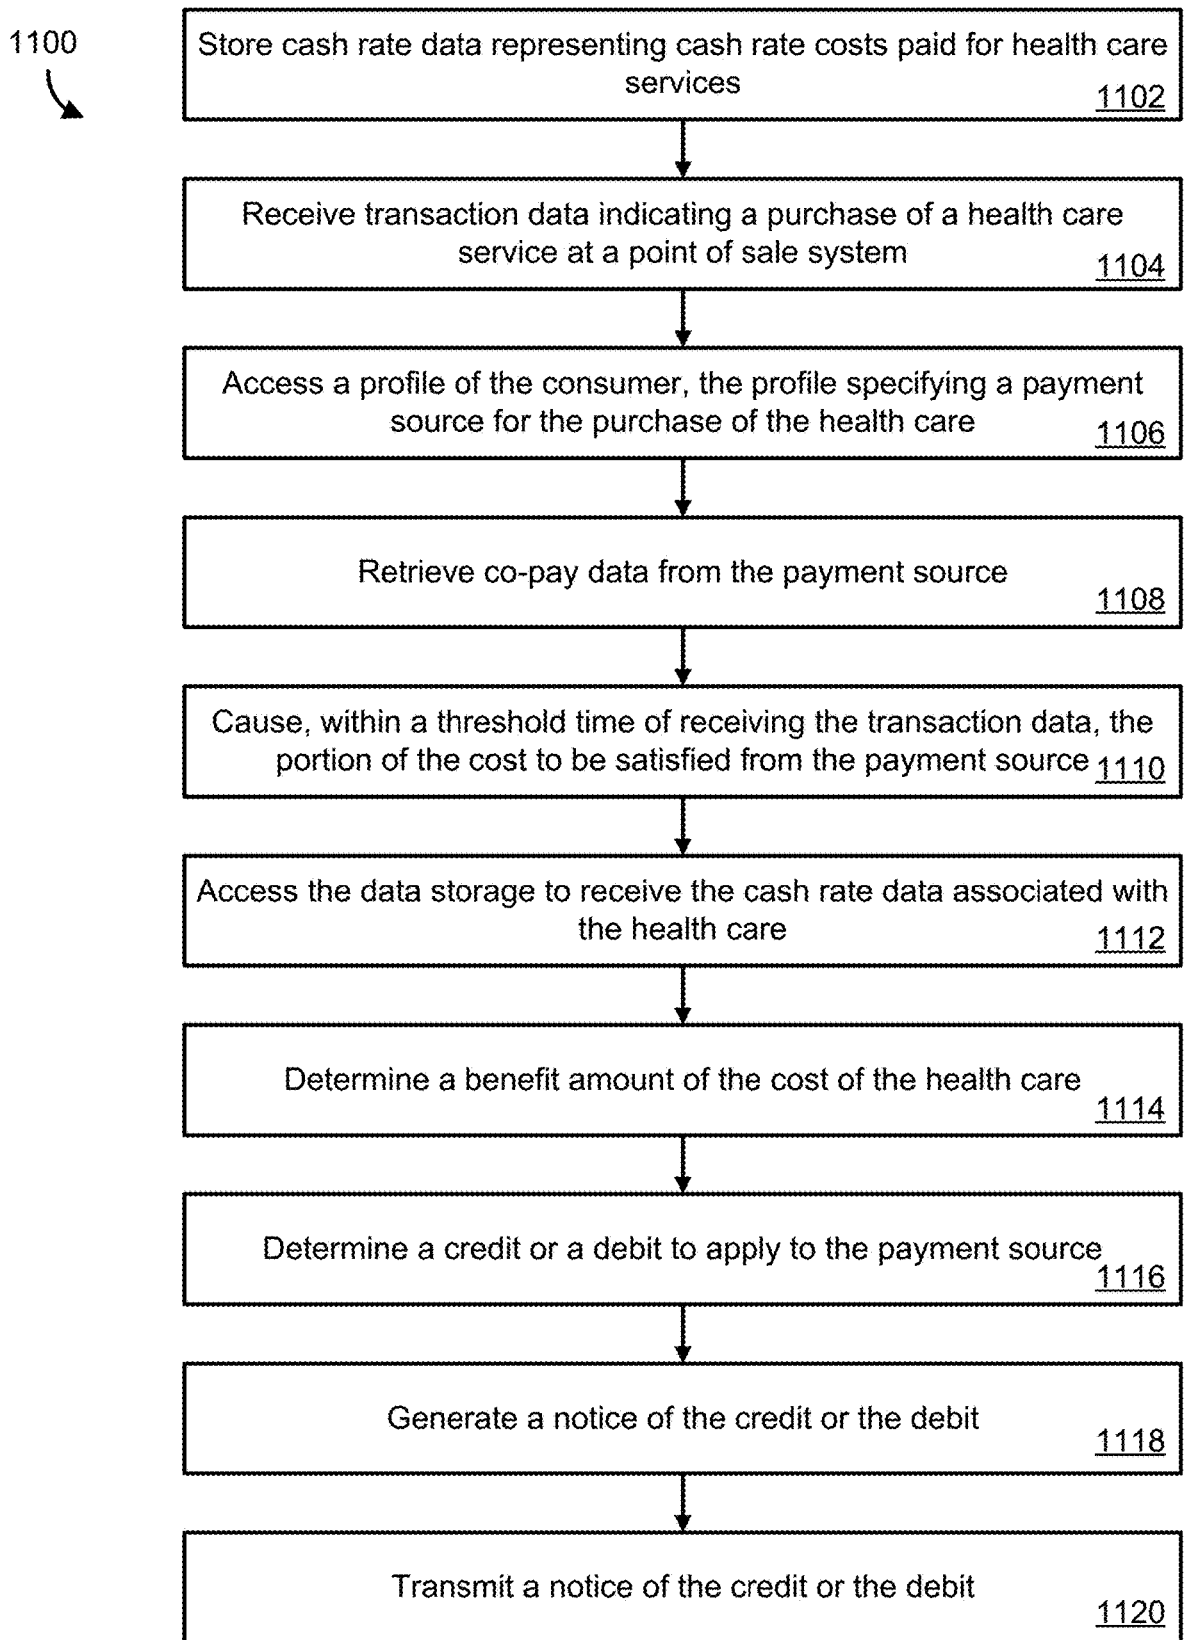 1100
Store cash rate data representing cash rate costs paid for health care
services
1102
Receive transaction data indicating a purchase of a health care
service at a point of sale system
1104
Access a profile of the consumer, the profile specifying a payment
source for the purchase of the health care
1106
Retrieve co-pay data from the payment source
1108
Cause, within a threshold time of receiving the transaction data, the
portion of the cost to be satisfied from the payment source 1110
Access the data storage to receive the cash rate data associated with
the health care
1112
Determine a benefit amount of the cost of the health care
1114
Determine a credit or a debit to apply to the payment source
1116
Generate a notice of the credit or the debit
1118
Transmit a notice of the credit or the debit
1120